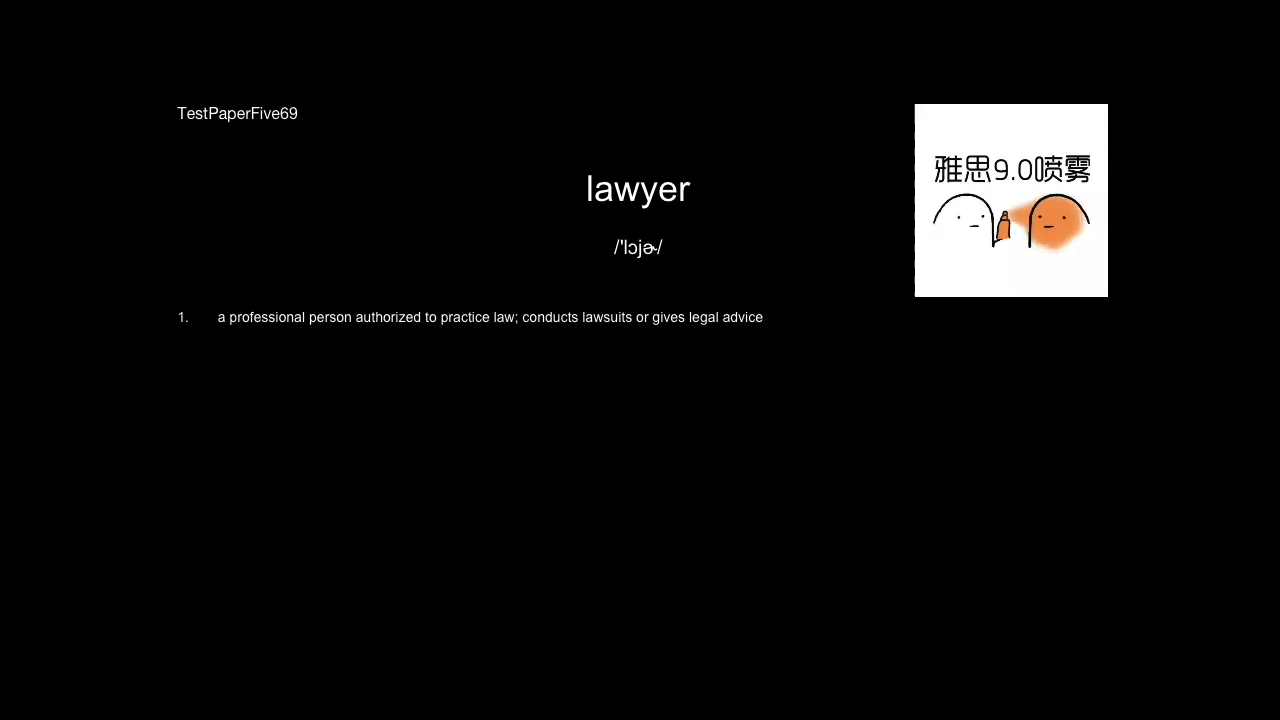 TestPaperFive69
雅思9.0喷雾
lawyer
/'lɔjɚ/
1. a professional person authorized to practice law; conducts lawsuits or gives legal advice